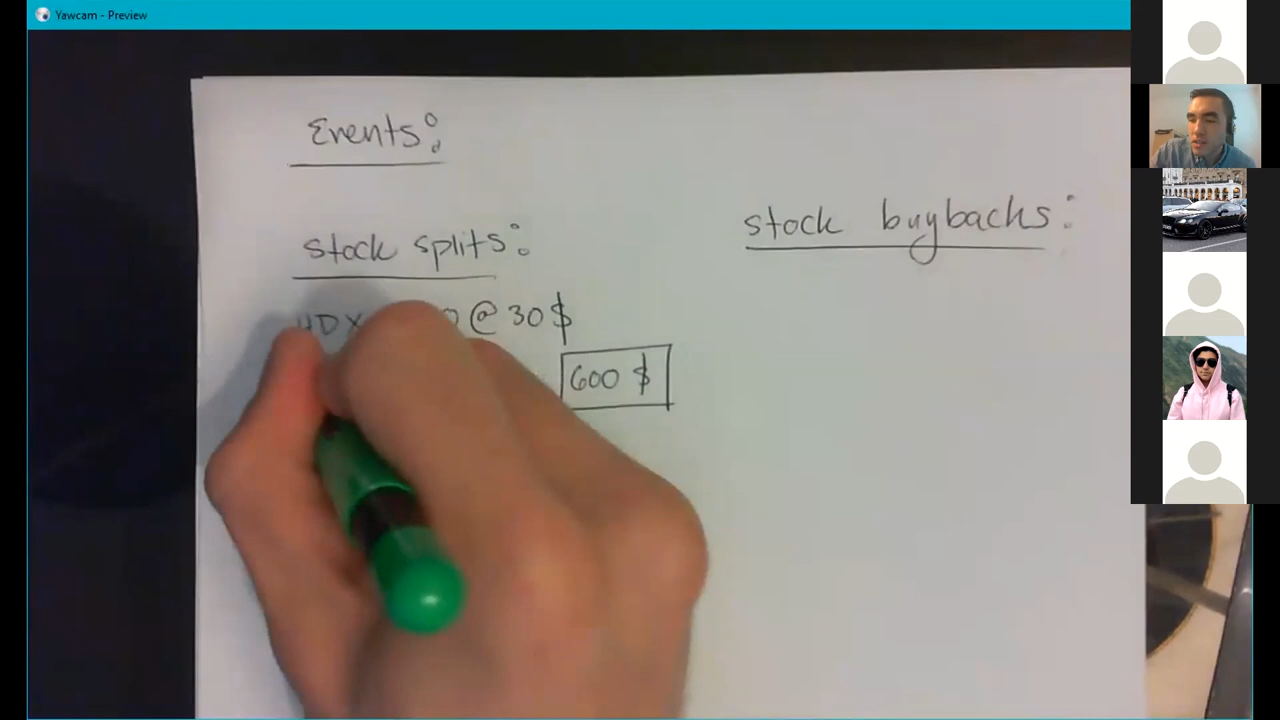 Yawcam - Preview
Events:
stock splits:
stock buybacks:
@ 30 $
600 $